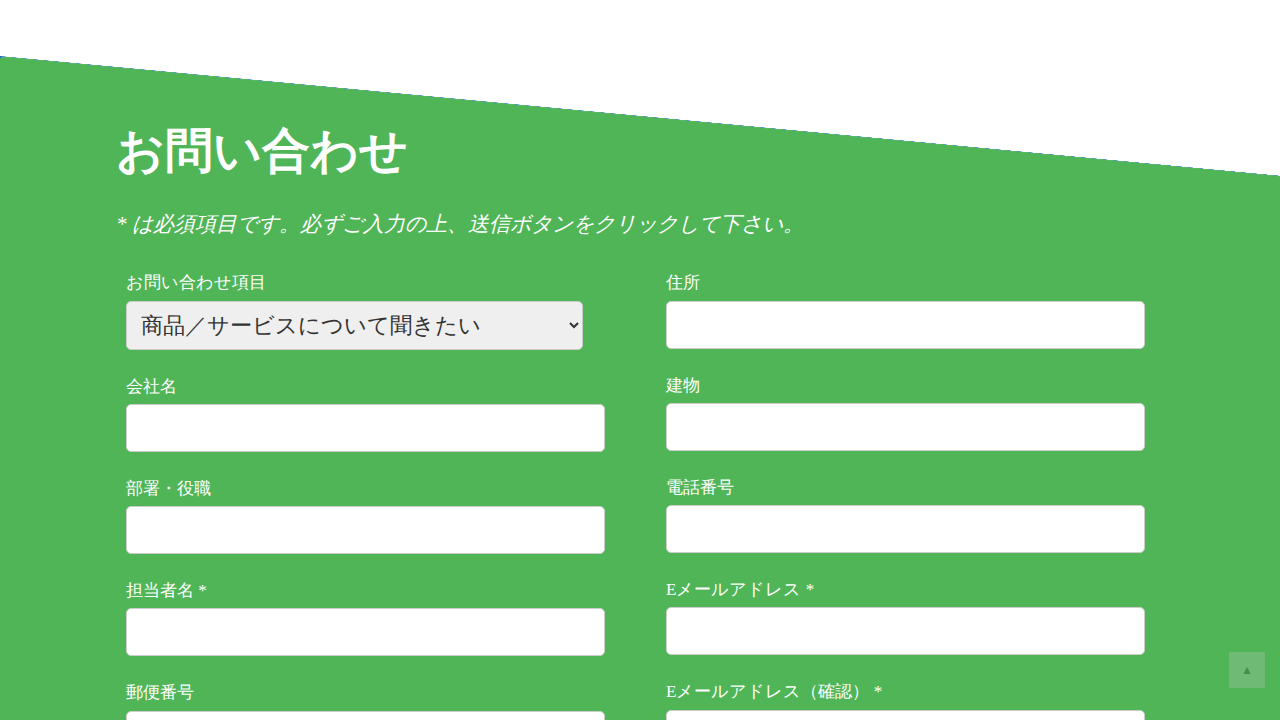 お問い合わせ
* は必須項目です。必ずご入力の上、送信ボタンをクリックして下さい。
お問い合わせ項目
商品／サービスについて聞きたい
会社名
部署・役職
担当者名 *
郵便番号
住所
建物
電話番号
Eメールアドレス *
Eメールアドレス（確認） *
▲